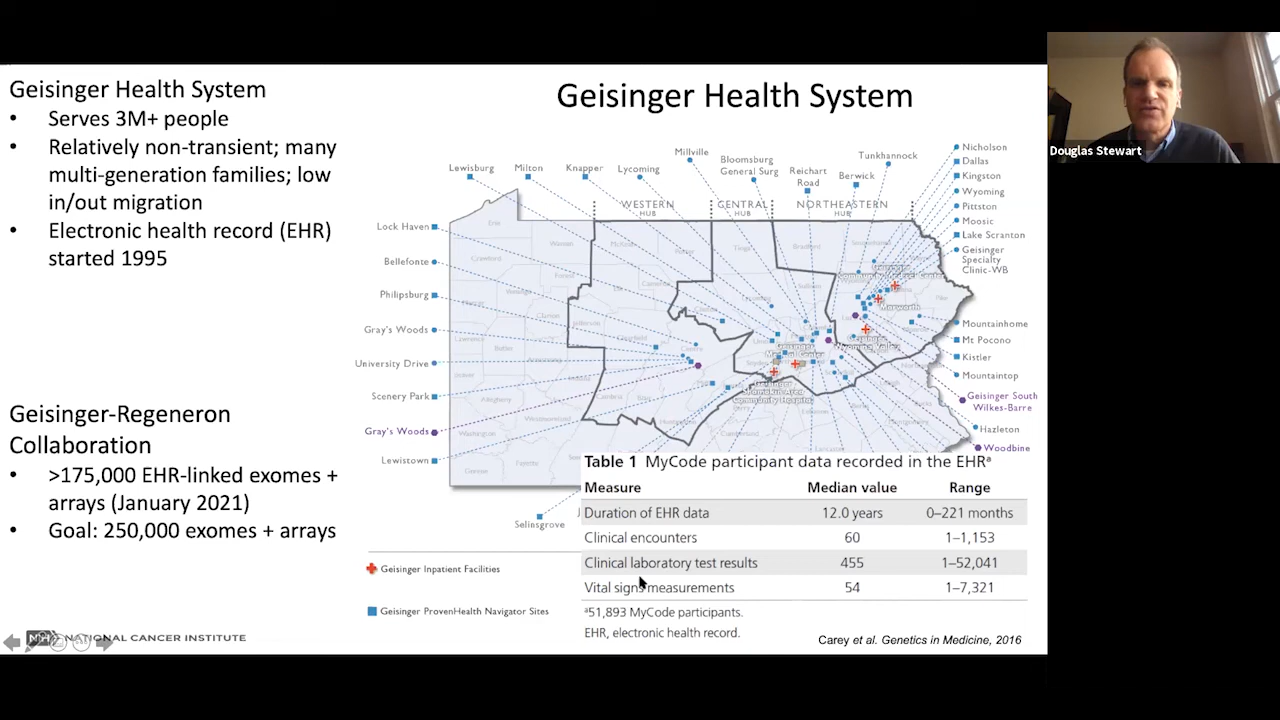 Geisinger Health System
• Serves 3M+ people
• Relatively non-transient; many
multi-generation families; low
in/out migration
• Electronic health record (EHR)
started 1995
Geisinger-Regeneron
Collaboration
• >175,000 EHR-linked exomes +
arrays (January 2021)
• Goal: 250,000 exomes + arrays
NIH NATIONAL CANCER INSTITUTE
Geisinger Health System
Lewisburg
Milton
Knapper
Lycoming
Millville
Bloomsburg
General Surg
Reichart
Road
Berwick
Tunkhannock
WESTERN
HUB
CENTRAL
HUB
NORTHEASTERN
HUB
Nicholson
Dallas
Kingston
Wyoming
Pittston
Moosic
Lake Scranton
Geisinger
Specialty
Clinic-WB
Lock Haven
Bellefonte
Philipsburg
Gray's Woods
University Drive
Scenery Park
Gray's Woods
Lewistown
Selinsgrove
Mountainhome
Mt Pocono
Kistler
Mountaintop
Geisinger South
Wilkes-Barre
Hazleton
Woodbine
Geisinger Inpatient Facilities
Geisinger ProvenHealth Navigator Sites
Table 1 MyCode participant data recorded in the EHRᵃ
Measure Median value Range
Duration of EHR data 12.0 years 0–221 months
Clinical encounters 60 1–1,153
Clinical laboratory test results 455 1–52,041
Vital signs measurements 54 1–7,321
ᵃ51,893 MyCode participants.
EHR, electronic health record.
Carey et al. Genetics in Medicine, 2016
Douglas Stewart